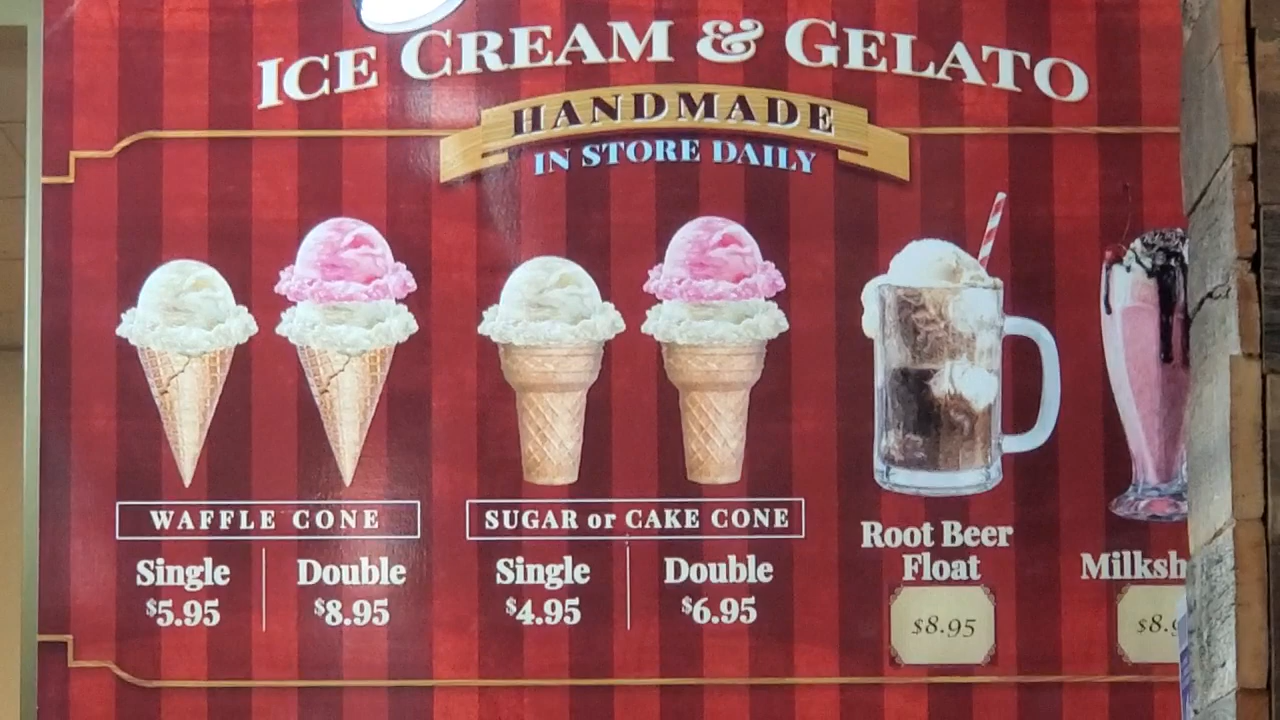 ICE CREAM & GELATO
HANDMADE
IN STORE DAILY
WAFFLE CONE
Single
$5.95
Double
$8.95
SUGAR or CAKE CONE
Single
$4.95
Double
$6.95
Root Beer
Float
$8.95